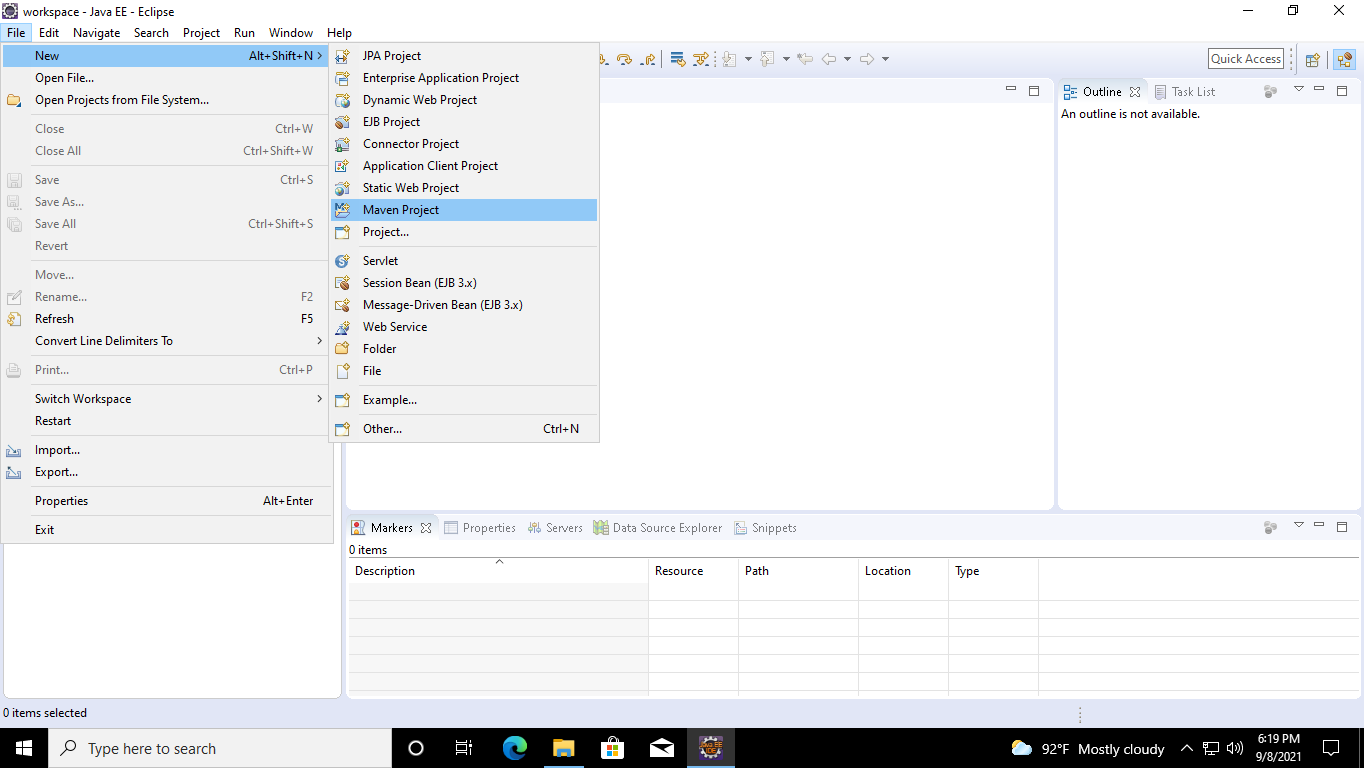 workspace - Java EE - Eclipse
File Edit Navigate Search Project Run Window Help
New Alt+Shift+N
Open File...
Open Projects from File System...
Close Ctrl+W
Close All Ctrl+Shift+W
Save Ctrl+S
Save As...
Save All Ctrl+Shift+S
Revert
Move...
Rename... F2
Refresh F5
Convert Line Delimiters To
Print... Ctrl+P
Switch Workspace
Restart
Import...
Export...
Properties Alt+Enter
Exit
JPA Project
Enterprise Application Project
Dynamic Web Project
EJB Project
Connector Project
Application Client Project
Static Web Project
Maven Project
Project...
Servlet
Session Bean (EJB 3.x)
Message-Driven Bean (EJB 3.x)
Web Service
Folder
File
Example...
Other... Ctrl+N
Quick Access
Outline Task List
An outline is not available.
Markers Properties Servers Data Source Explorer Snippets
0 items
Description Resource Path Location Type
0 items selected
Type here to search
JAVA EE
IDE
92°F Mostly cloudy
6:19 PM
9/8/2021